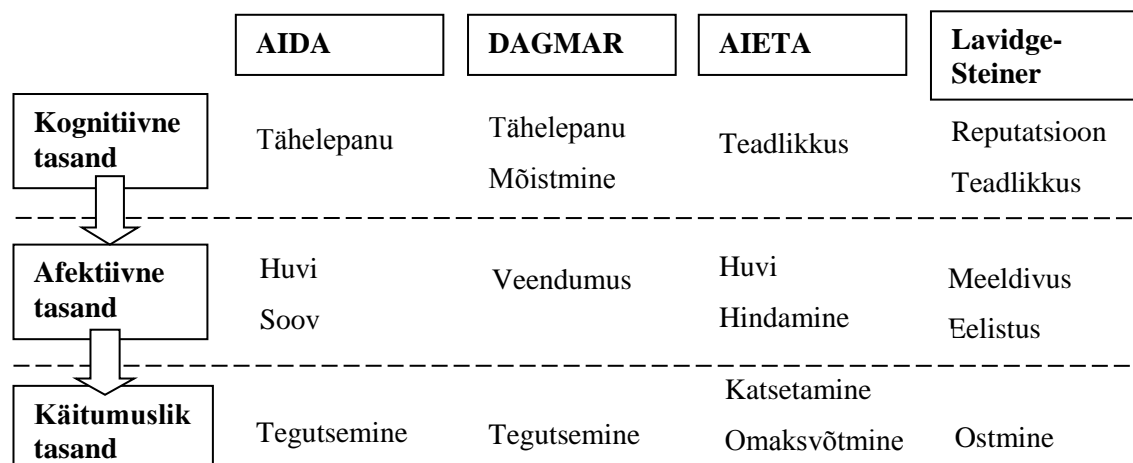 AIDA
DAGMAR
AIETA
Lavidge-
Steiner
Kognitiivne
tasand
Tähelepanu
Tähelepanu
Mõistmine
Teadlikkus
Reputatsioon
Teadlikkus
Afektiivne
tasand
Huvi
Soov
Veendumus
Huvi
Hindamine
Meeldivus
Eelistus
Käitumuslik
tasand
Tegutsemine
Tegutsemine
Katsetamine
Omaksvõtmine
Ostmine